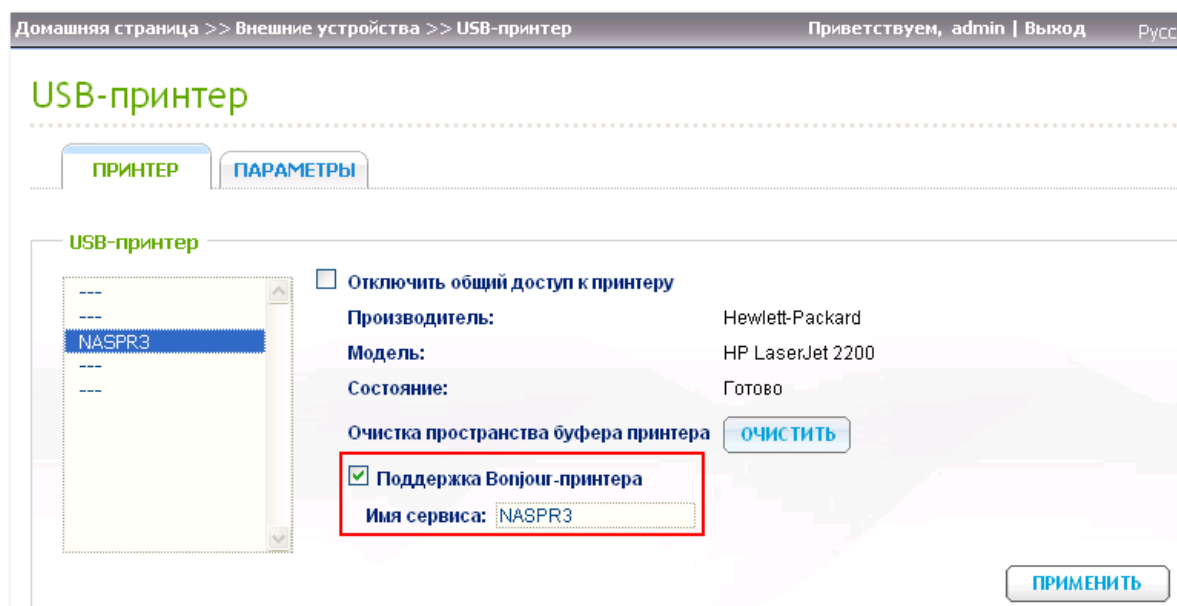 Домашняя страница >> Внешние устройства >> USB-принтер
Приветствуем, admin | Выход
USB-принтер
ПРИНТЕР
ПАРАМЕТРЫ
USB-принтер
---
---
NASPR3
---
---
Отключить общий доступ к принтеру
Производитель: Hewlett-Packard
Модель: HP LaserJet 2200
Состояние: Готово
Очистка пространства буфера принтера ОЧИСТИТЬ
Поддержка Bonjour-принтера
Имя сервиса: NASPR3
ПРИМЕНИТЬ